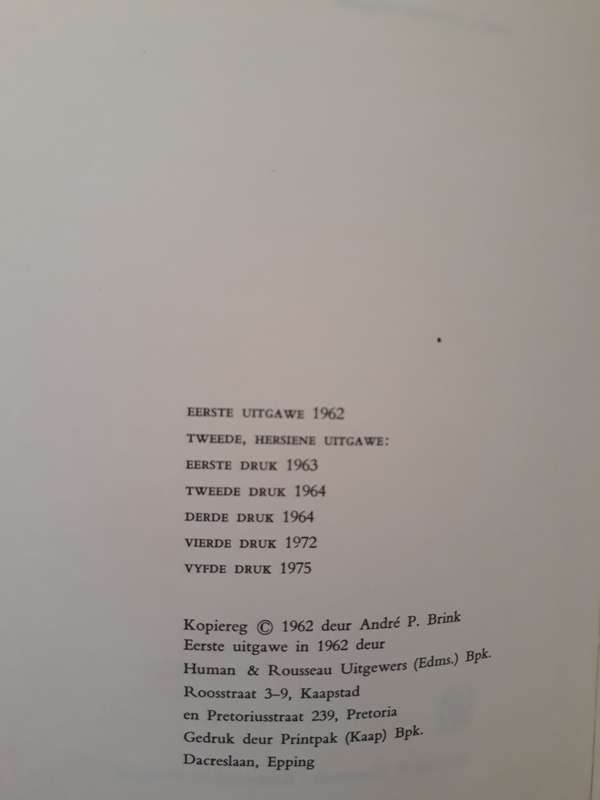 EERSTE UITGAWE 1962
TWEEDE, HERSIENE UITGAWE:
EERSTE DRUK 1963
TWEEDE DRUK 1964
DERDE DRUK 1964
VIERDE DRUK 1972
VYFDE DRUK 1975
Kopiereg © 1962 deur André P. Brink
Eerste uitgawe in 1962 deur
Human & Rousseau Uitgewers (Edms.) Bpk.
Roosstraat 3–9, Kaapstad
en Pretoriusstraat 239, Pretoria
Gedruk deur Printpak (Kaap) Bpk.
Dacreslaan, Epping